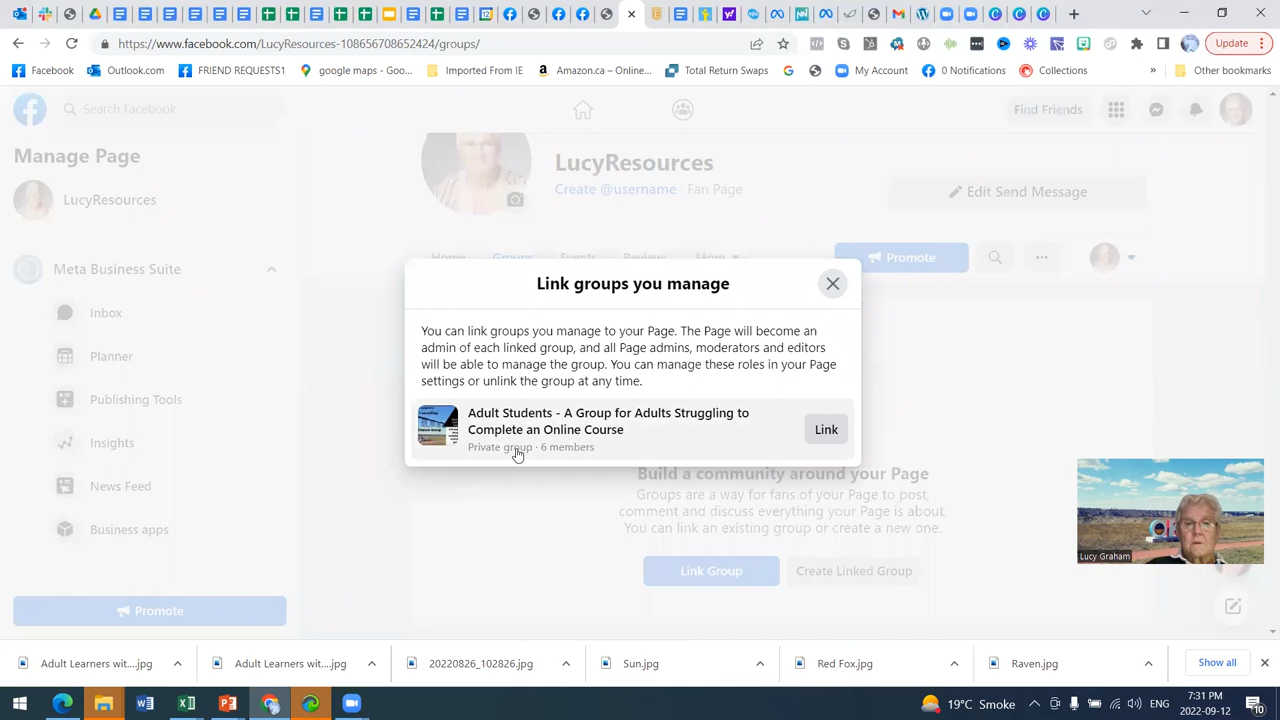 https://www.facebook.com/LucyResources-108656708652424/groups/
Update
Facebook
Outlook.com
FRIEND REQUESTS1
google maps - Goo...
Imported From IE
Amazon.ca – Online...
Total Return Swaps
My Account
0 Notifications
Collections
»
Other bookmarks
Search Facebook
Find Friends
Manage Page
LucyResources
Meta Business Suite
Inbox
Planner
Publishing Tools
Insights
News Feed
Business apps
Promote
LucyResources
Create @username · Fan Page
Edit Send Message
Home
Groups
Events
Reviews
More
Promote
Link groups you manage
You can link groups you manage to your Page. The Page will become an
admin of each linked group, and all Page admins, moderators and editors
will be able to manage the group. You can manage these roles in your Page
settings or unlink the group at any time.
Adult Students - A Group for Adults Struggling to
Complete an Online Course
Private group · 6 members
Link
Build a community around your Page
Groups are a way for fans of your Page to post,
comment and discuss everything your Page is about.
You can link an existing group or create a new one.
Link Group
Create Linked Group
Lucy Graham
Adult Learners wit....jpg
Adult Learners wit....jpg
20220826_102826.jpg
Sun.jpg
Red Fox.jpg
Raven.jpg
Show all
19°C Smoke
ENG
7:31 PM
2022-09-12
10